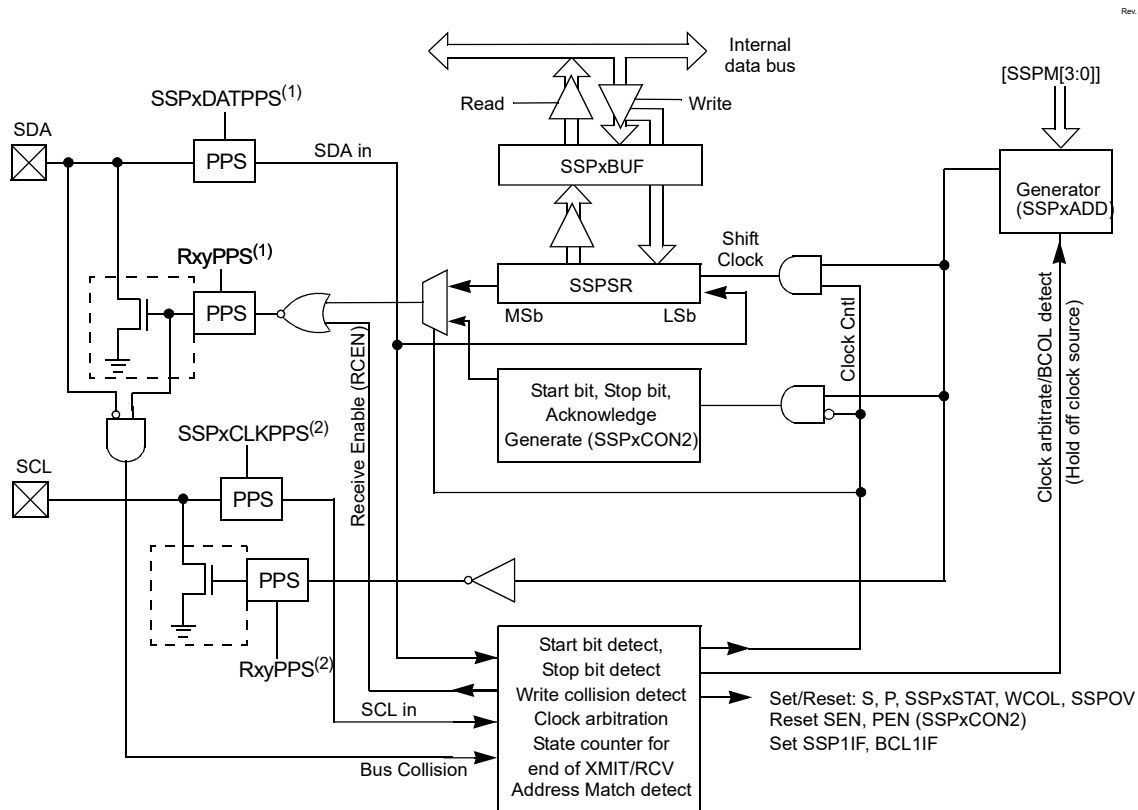 Rev.
Internal
data bus
[SSPM[3:0]]
SSPxDATPPS(1)
Read
Write
SDA
PPS
SDA in
SSPxBUF
Generator
(SSPxADD)
RxyPPS(1)
Shift
Clock
PPS
SSPSR
MSb
LSb
Receive Enable (RCEN)
Clock Cntl
Clock arbitrate/BCOL detect
(Hold off clock source)
Start bit, Stop bit,
Acknowledge
Generate (SSPxCON2)
SSPxCLKPPS(2)
SCL
PPS
PPS
RxyPPS(2)
SCL in
Bus Collision
Start bit detect,
Stop bit detect
Write collision detect
Clock arbitration
State counter for
end of XMIT/RCV
Address Match detect
Set/Reset: S, P, SSPxSTAT, WCOL, SSPOV
Reset SEN, PEN (SSPxCON2)
Set SSP1IF, BCL1IF